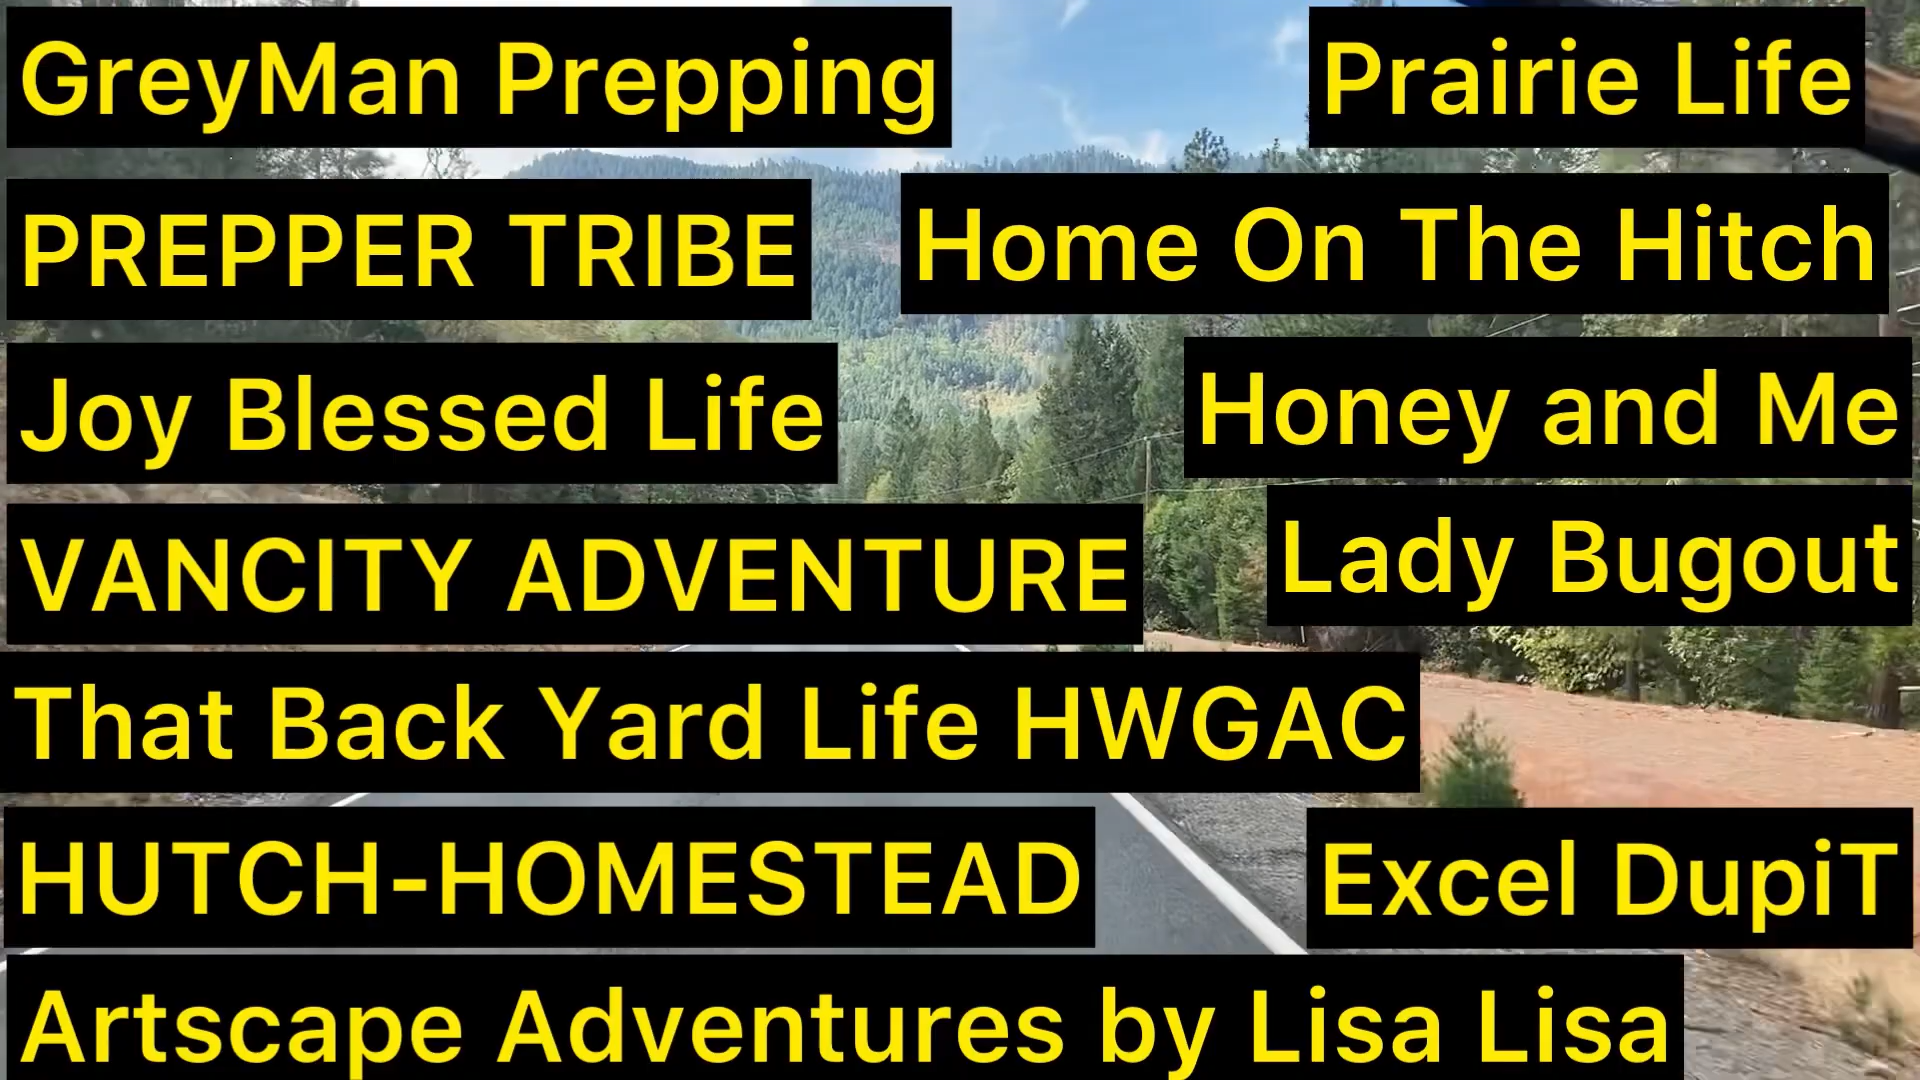 GreyMan Prepping
Prairie Life
PREPPER TRIBE
Home On The Hitch
Joy Blessed Life
Honey and Me
VANCITY ADVENTURE
Lady Bugout
That Back Yard Life HWGAC
HUTCH-HOMESTEAD
Excel DupiT
Artscape Adventures by Lisa Lisa